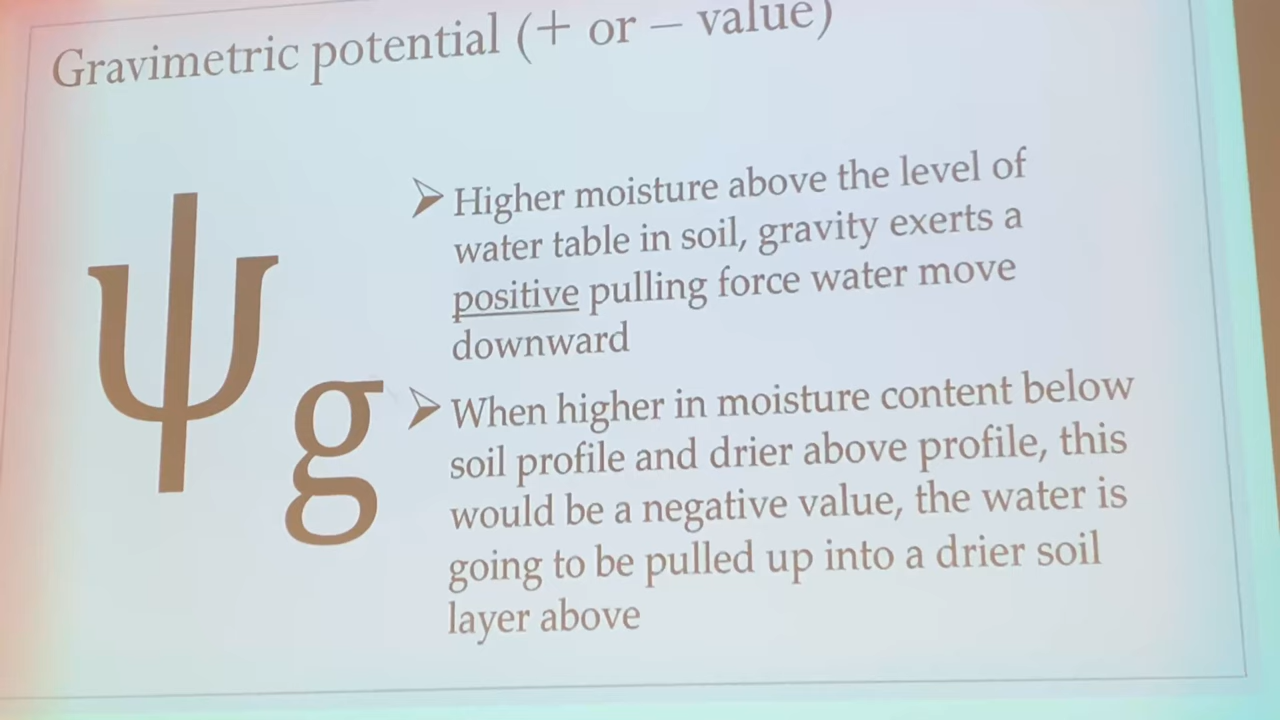 Gravimetric potential (+ or – value)
ψg
➢ Higher moisture above the level of
water table in soil, gravity exerts a
positive pulling force water move
downward
➢ When higher in moisture content below
soil profile and drier above profile, this
would be a negative value, the water is
going to be pulled up into a drier soil
layer above